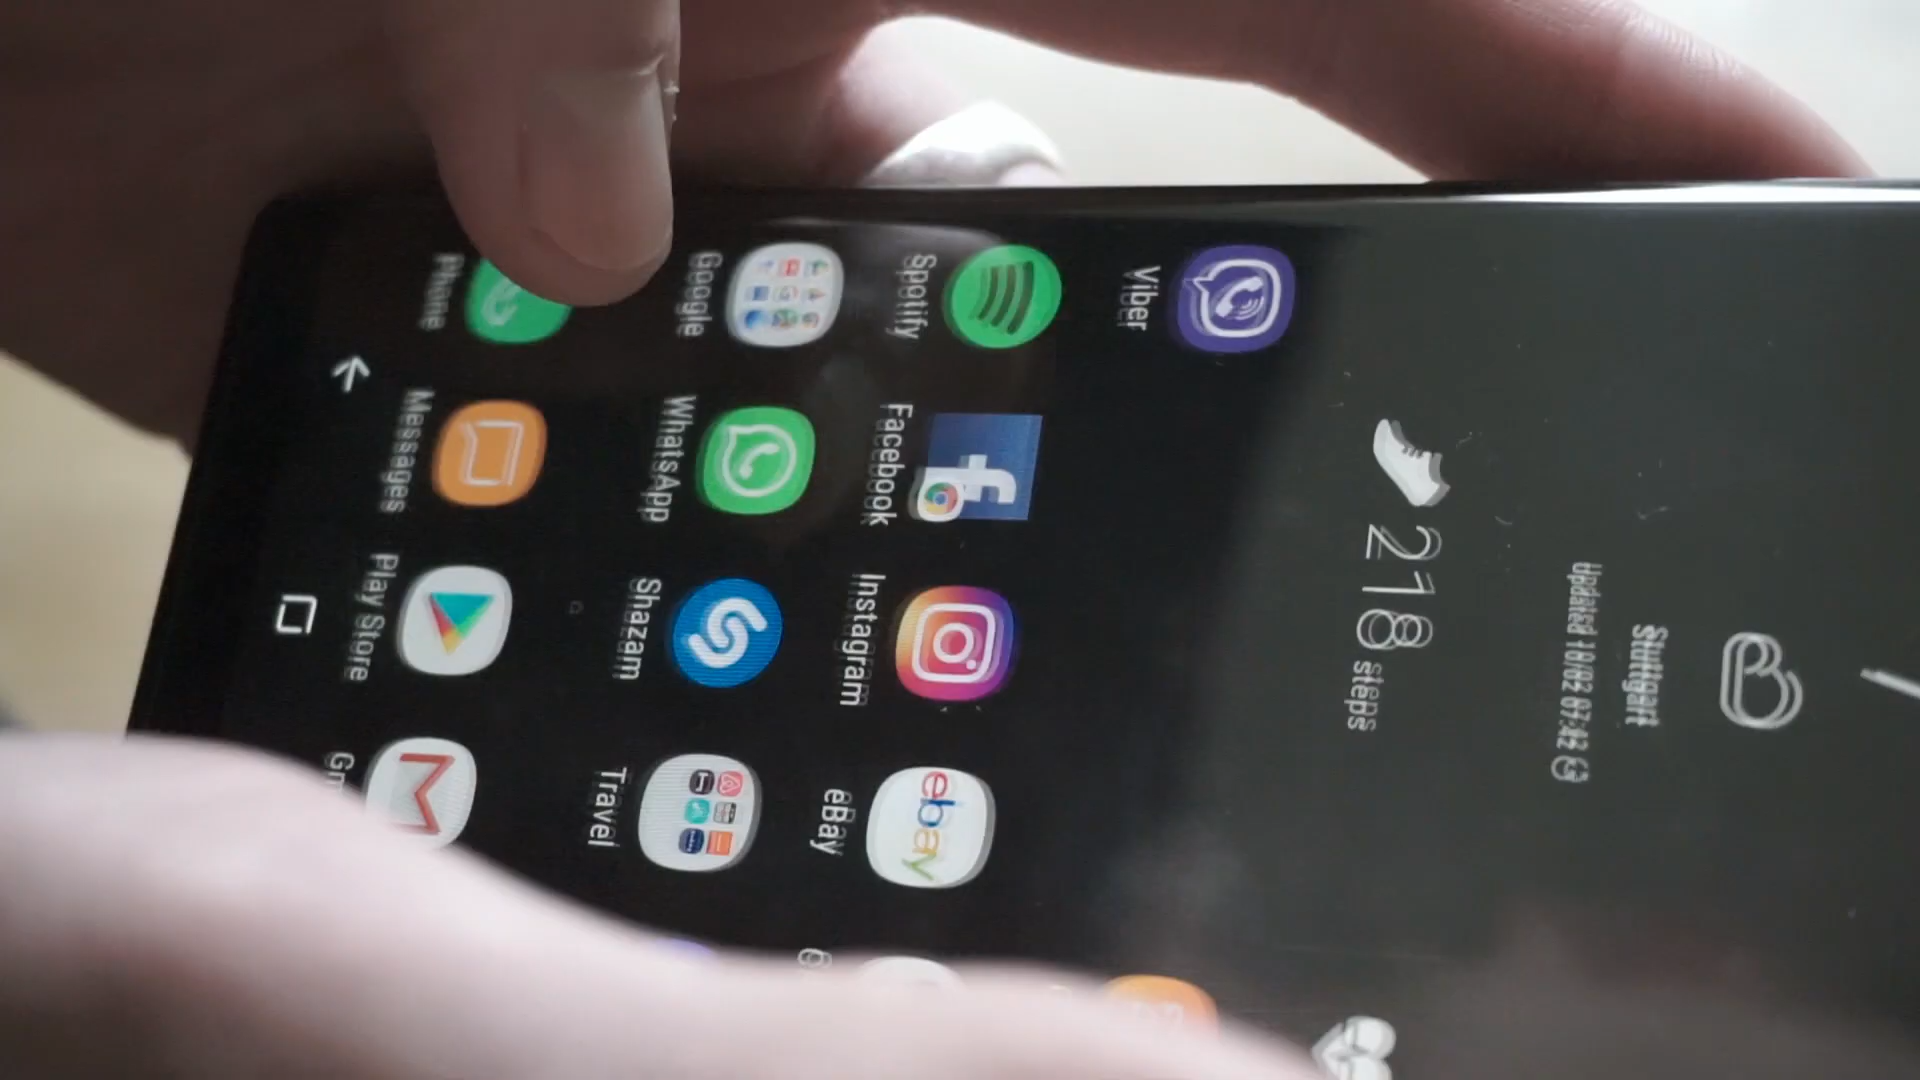 Stuttgart
Updated 10/02 07:42
218 steps
Viber
Spotify
Facebook
Instagram
ebay
eBay
Google
WhatsApp
Shazam
Travel
Phone
Messages
Play Store